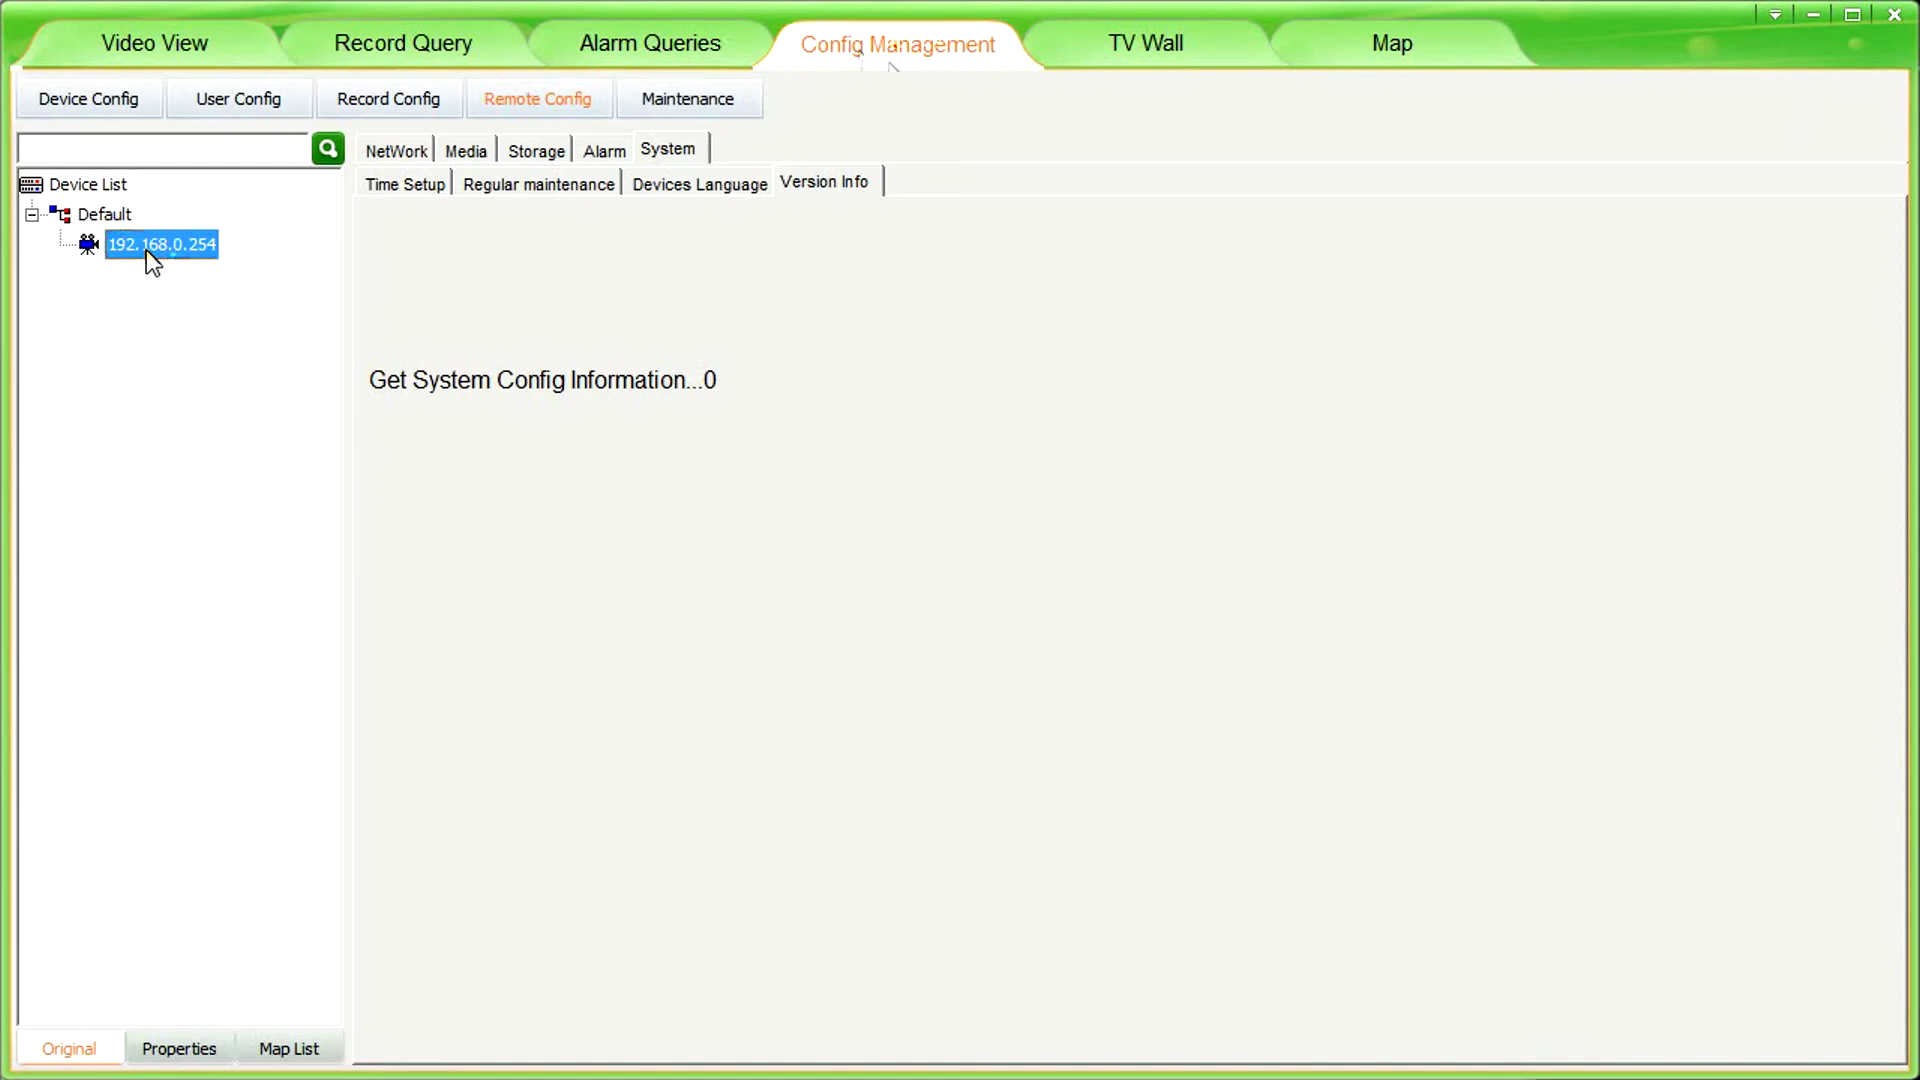 Video View
Record Query
Alarm Queries
Config Management
TV Wall
Map
Device Config
User Config
Record Config
Remote Config
Maintenance
NetWork
Media
Storage
Alarm
System
Device List
Time Setup
Regular maintenance
Devices Language
Version Info
Default
192.168.0.254
Get System Config Information...0
Original
Properties
Map List